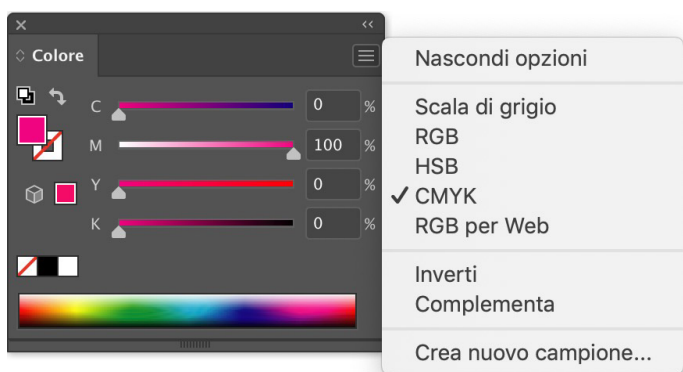 Colore
C 0 %
M 100 %
Y 0 %
K 0 %
Nascondi opzioni
Scala di grigio
RGB
HSB
✓ CMYK
RGB per Web
Inverti
Complementa
Crea nuovo campione...